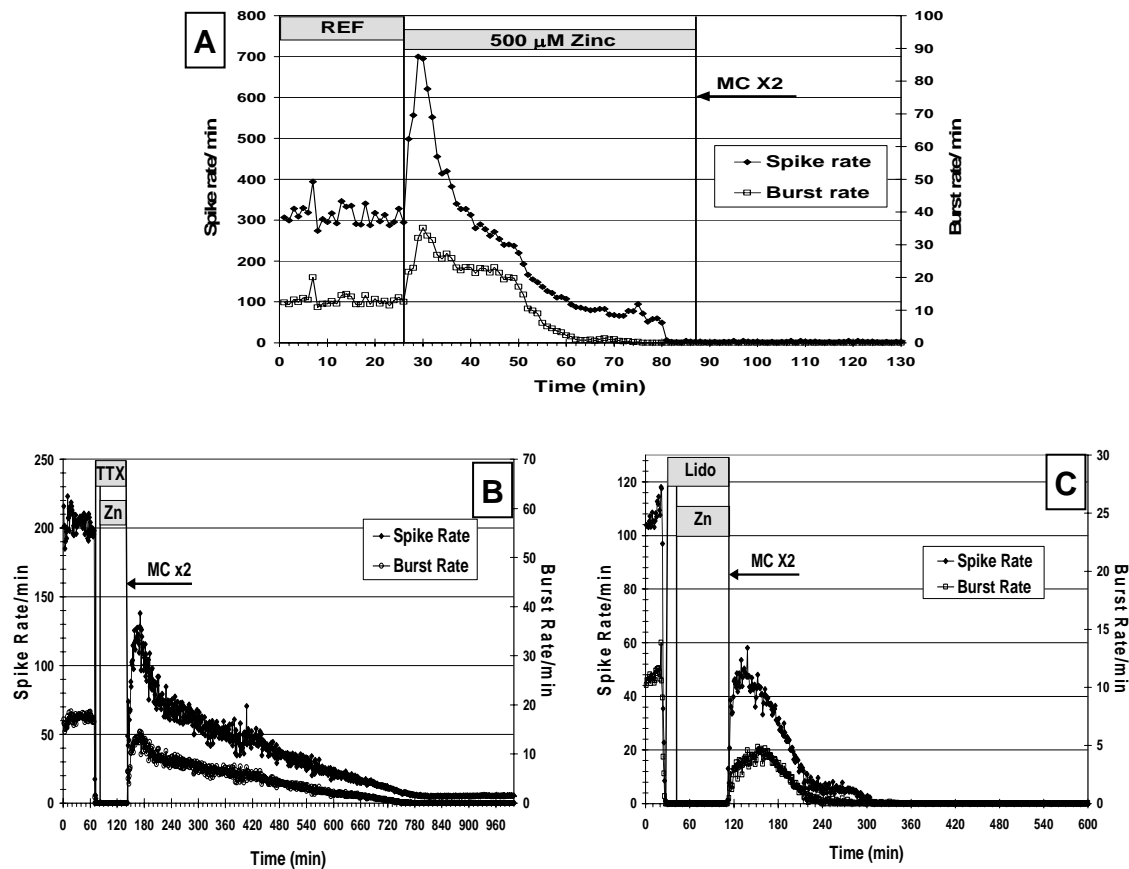 A
REF
500 µM Zinc
MC X2
Spike rate
Burst rate
Spike rate/min
800
700
600
500
400
300
200
100
0
Burst rate/min
100
90
80
70
60
50
40
30
20
10
0
0 10 20 30 40 50 60 70 80 90 100 110 120 130
Time (min)
B
TTX
Zn
MC x2
Spike Rate
Burst Rate
Spike Rate/min
250
200
150
100
50
0
Burst Rate/min
70
60
50
40
30
20
10
0
0 60 120 180 240 300 360 420 480 540 600 660 720 780 840 900 960
Time (min)
C
Lido
Zn
MC X2
Spike Rate
Burst Rate
Spike Rate/min
120
100
80
60
40
20
0
Burst Rate/min
30
25
20
15
10
5
0
0 60 120 180 240 300 360 420 480 540 600
Time (min)